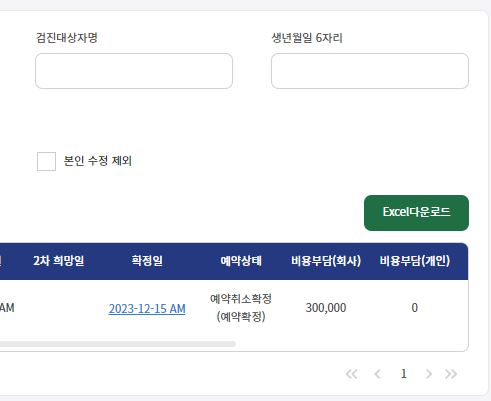 검진대상자명 생년월일 6자리
본인 수정 제외
Excel다운로드
2차 희망일 확정일 예약상태 비용부담(회사) 비용부담(개인)
예약취소확정
AM 2023-12-15 AM 300,000 0
(예약확정)
1